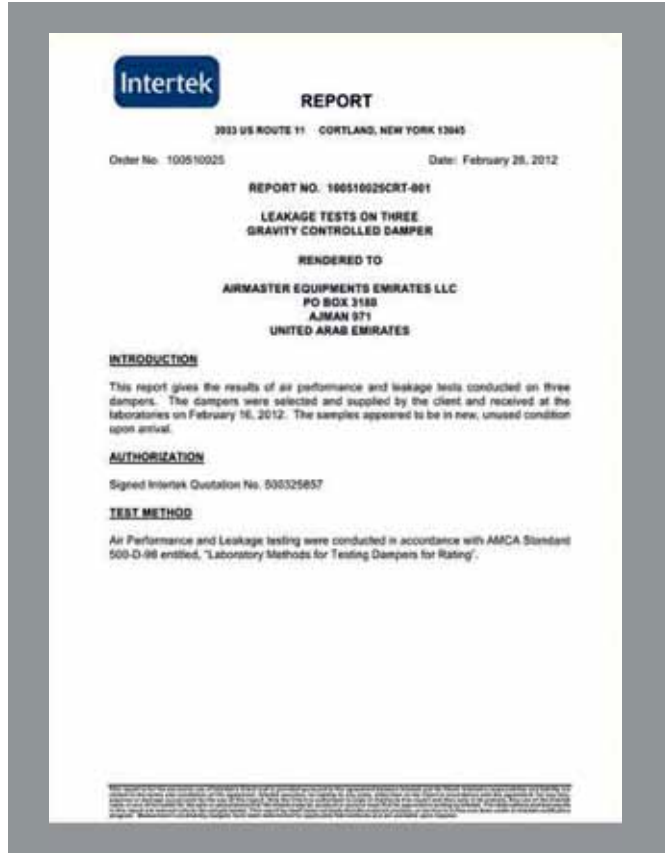 Intertek
REPORT
3933 US ROUTE 11 CORTLAND, NEW YORK 13045
Order No. 100510025 Date: February 28, 2012
REPORT NO. 100510025CRT-001
LEAKAGE TESTS ON THREE
GRAVITY CONTROLLED DAMPER
RENDERED TO
AIRMASTER EQUIPMENTS EMIRATES LLC
PO BOX 3188
AJMAN 971
UNITED ARAB EMIRATES
INTRODUCTION
This report gives the results of air performance and leakage tests conducted on three
dampers. The dampers were selected and supplied by the client and received at the
laboratories on February 16, 2012. The samples appeared to be in new, unused condition
upon arrival.
AUTHORIZATION
Signed Intertek Quotation No. 500325857
TEST METHOD
Air Performance and Leakage testing were conducted in accordance with AMCA Standard
500-D-98 entitled, "Laboratory Methods for Testing Dampers for Rating".